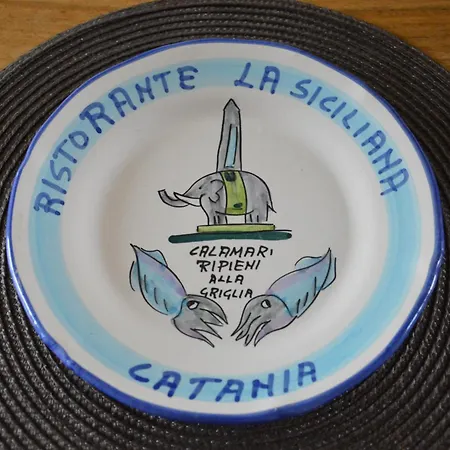 RISTORANTE LA SICILIANA
CALAMARI
RIPIENI
ALLA
GRIGLIA
CATANIA